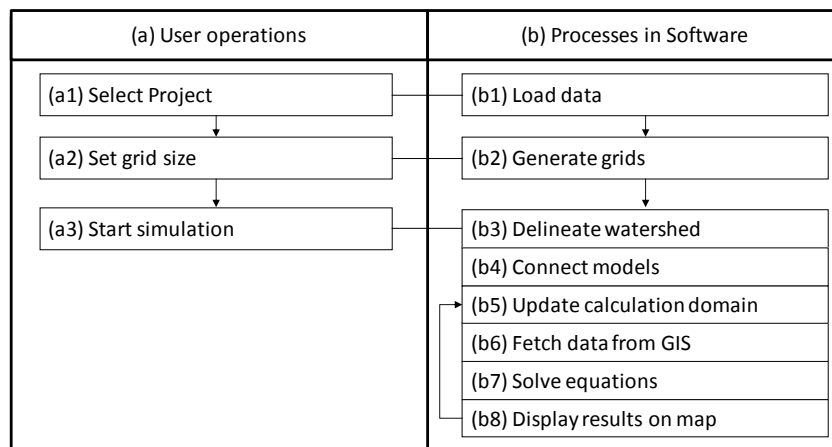 (a) User operations
(b) Processes in Software
(a1) Select Project
(b1) Load data
(a2) Set grid size
(b2) Generate grids
(a3) Start simulation
(b3) Delineate watershed
(b4) Connect models
(b5) Update calculation domain
(b6) Fetch data from GIS
(b7) Solve equations
(b8) Display results on map